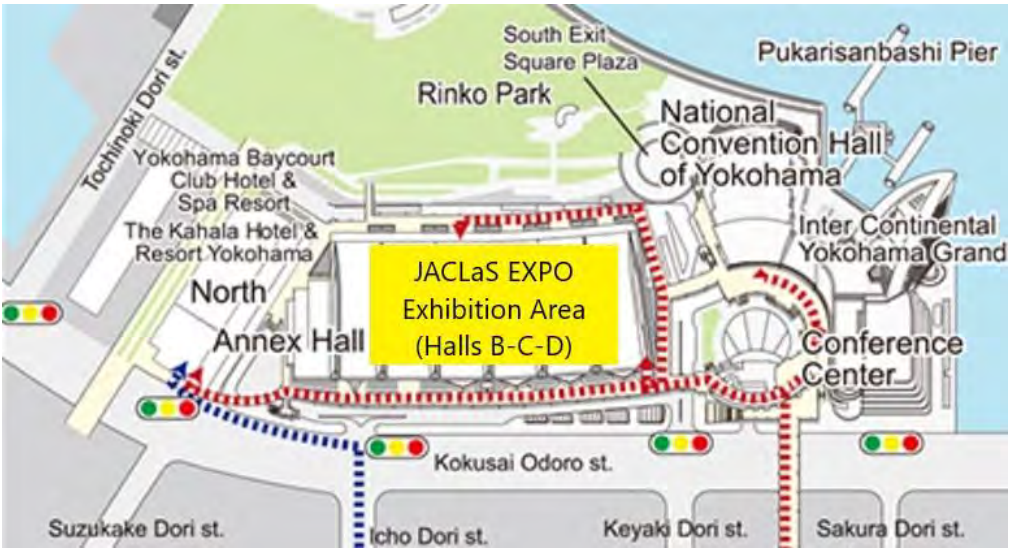 South Exit
Square Plaza
Pukarisanbashi Pier
Rinko Park
National
Convention Hall
of Yokohama
Tochinoki Dori st.
Yokohama Baycourt
Club Hotel &
Spa Resort
The Kahala Hotel &
Resort Yokohama
Inter Continental
Yokohama Grand
JACLaS EXPO
Exhibition Area
(Halls B-C-D)
North
Annex Hall
Conference
Center
Kokusai Odoro st.
Suzukake Dori st.
Icho Dori st.
Keyaki Dori st.
Sakura Dori st.